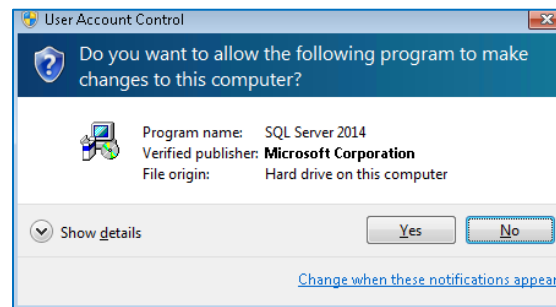 User Account Control
Do you want to allow the following program to make
changes to this computer?
Program name: SQL Server 2014
Verified publisher: Microsoft Corporation
File origin: Hard drive on this computer
Show details
Yes
No
Change when these notifications appear